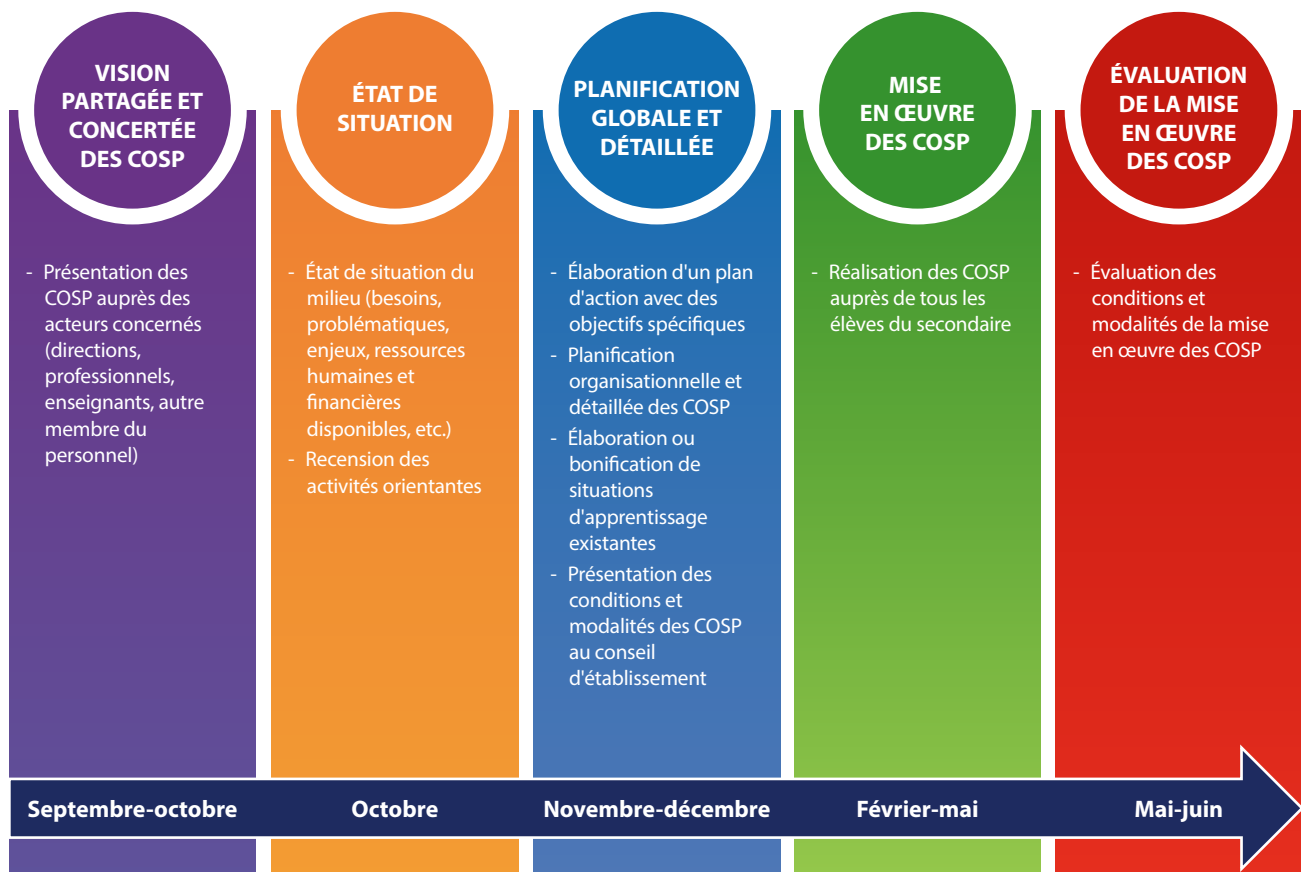 VISION
PARTAGÉE ET
CONCERTÉE
DES COSP
- Présentation des
COSP auprès des
acteurs concernés
(directions,
professionnels,
enseignants, autre
membre du
personnel)
Septembre-octobre
ÉTAT DE
SITUATION
- État de situation du
milieu (besoins,
problématiques,
enjeux, ressources
humaines et
financières
disponibles, etc.)
- Recension des
activités orientantes
Octobre
PLANIFICATION
GLOBALE ET
DÉTAILLÉE
- Élaboration d'un plan
d'action avec des
objectifs spécifiques
- Planification
organisationnelle et
détaillée des COSP
- Élaboration ou
bonification de
situations
d'apprentissage
existantes
- Présentation des
conditions et
modalités des COSP
au conseil
d'établissement
Novembre-décembre
MISE
EN ŒUVRE
DES COSP
- Réalisation des COSP
auprès de tous les
élèves du secondaire
Février-mai
ÉVALUATION
DE LA MISE
EN ŒUVRE
DES COSP
- Évaluation des
conditions et
modalités de la mise
en œuvre des COSP
Mai-juin